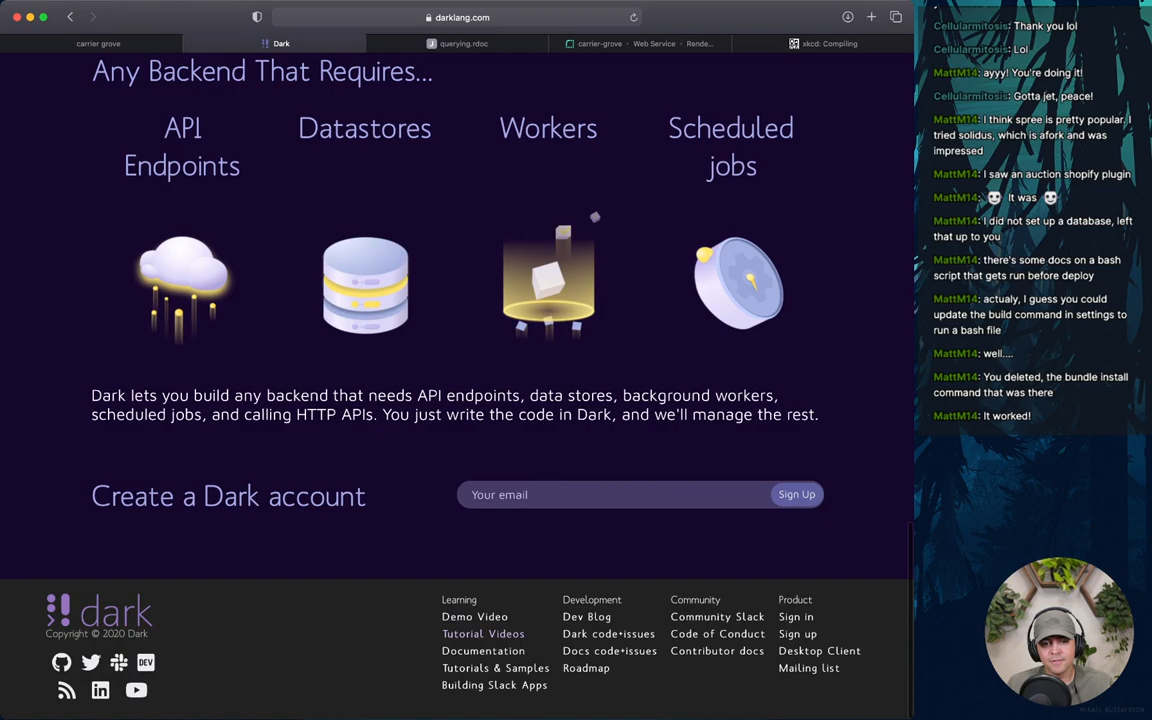 darklang.com
carrier grove
Dark
querying.rdoc
carrier-grove · Web Service · Rende...
xkcd: Compiling
Any Backend That Requires...
API
Endpoints
Datastores
Workers
Scheduled
jobs
Dark lets you build any backend that needs API endpoints, data stores, background workers,
scheduled jobs, and calling HTTP APIs. You just write the code in Dark, and we'll manage the rest.
Create a Dark account
Your email
Sign Up
dark
Copyright © 2020 Dark
DEV
Learning
Demo Video
Tutorial Videos
Documentation
Tutorials & Samples
Building Slack Apps
Development
Dev Blog
Dark code+issues
Docs code+issues
Roadmap
Community
Community Slack
Code of Conduct
Contributor docs
Product
Sign in
Sign up
Desktop Client
Mailing list
Cellularmitosis: Thank you lol
Cellularmitosis: Lol
MattM14: ayyy! You're doing it!
Cellularmitosis: Gotta jet, peace!
MattM14: I think spree is pretty popular. I
tried solidus, which is afork and was
impressed
MattM14: I saw an auction shopify plugin
MattM14: It was
MattM14: I did not set up a database, left
that up to you
MattM14: there's some docs on a bash
script that gets run before deploy
MattM14: actualy, I guess you could
update the build command in settings to
run a bash file
MattM14: well....
MattM14: You deleted, the bundle install
command that was there
MattM14: It worked!
MIKAEL GUSTAFSSON